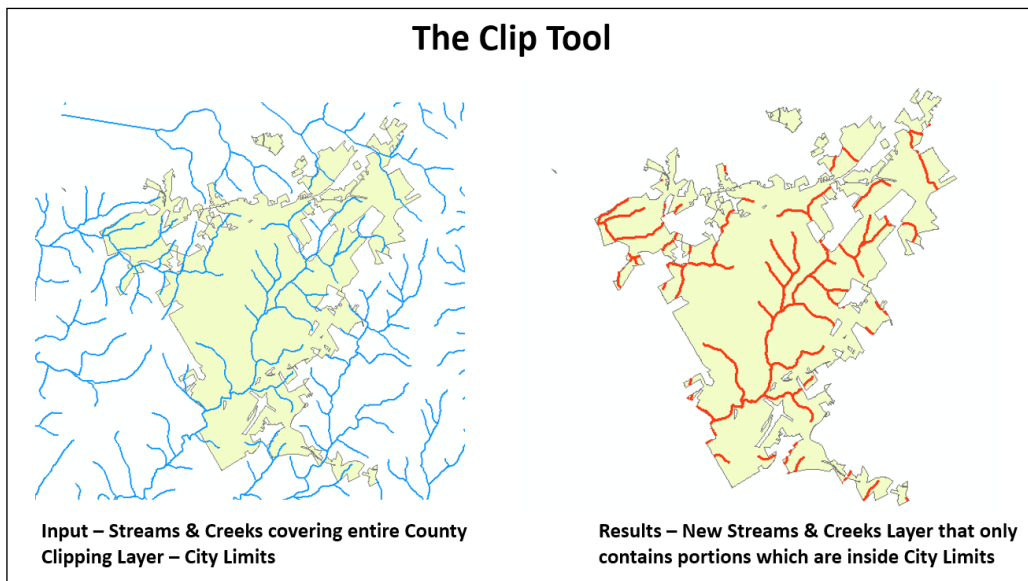 The Clip Tool
Input – Streams & Creeks covering entire County
Clipping Layer – City Limits
Results – New Streams & Creeks Layer that only
contains portions which are inside City Limits